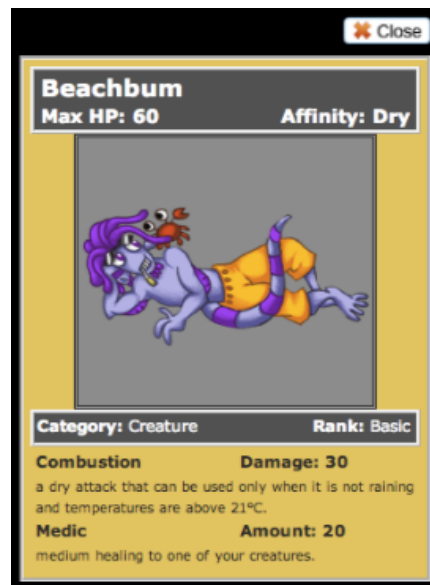 Close
Beachbum
Max HP: 60 Affinity: Dry
Category: Creature Rank: Basic
Combustion Damage: 30
a dry attack that can be used only when it is not raining
and temperatures are above 21ºC.
Medic Amount: 20
medium healing to one of your creatures.